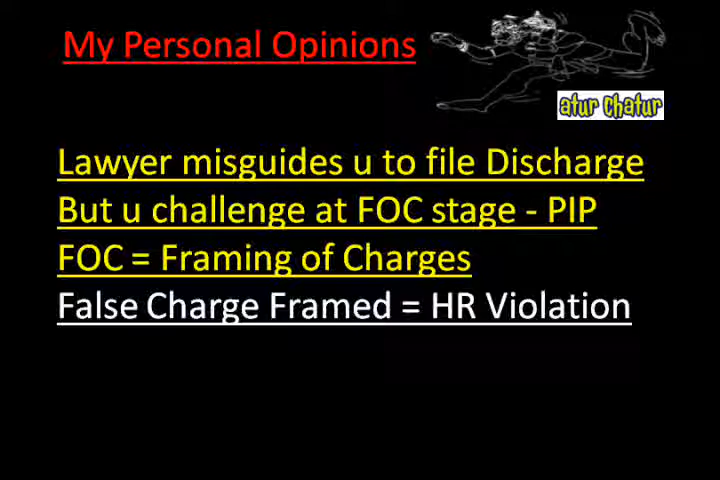 My Personal Opinions
atur chatur
Lawyer misguides u to file Discharge
But u challenge at FOC stage - PIP
FOC = Framing of Charges
False Charge Framed = HR Violation